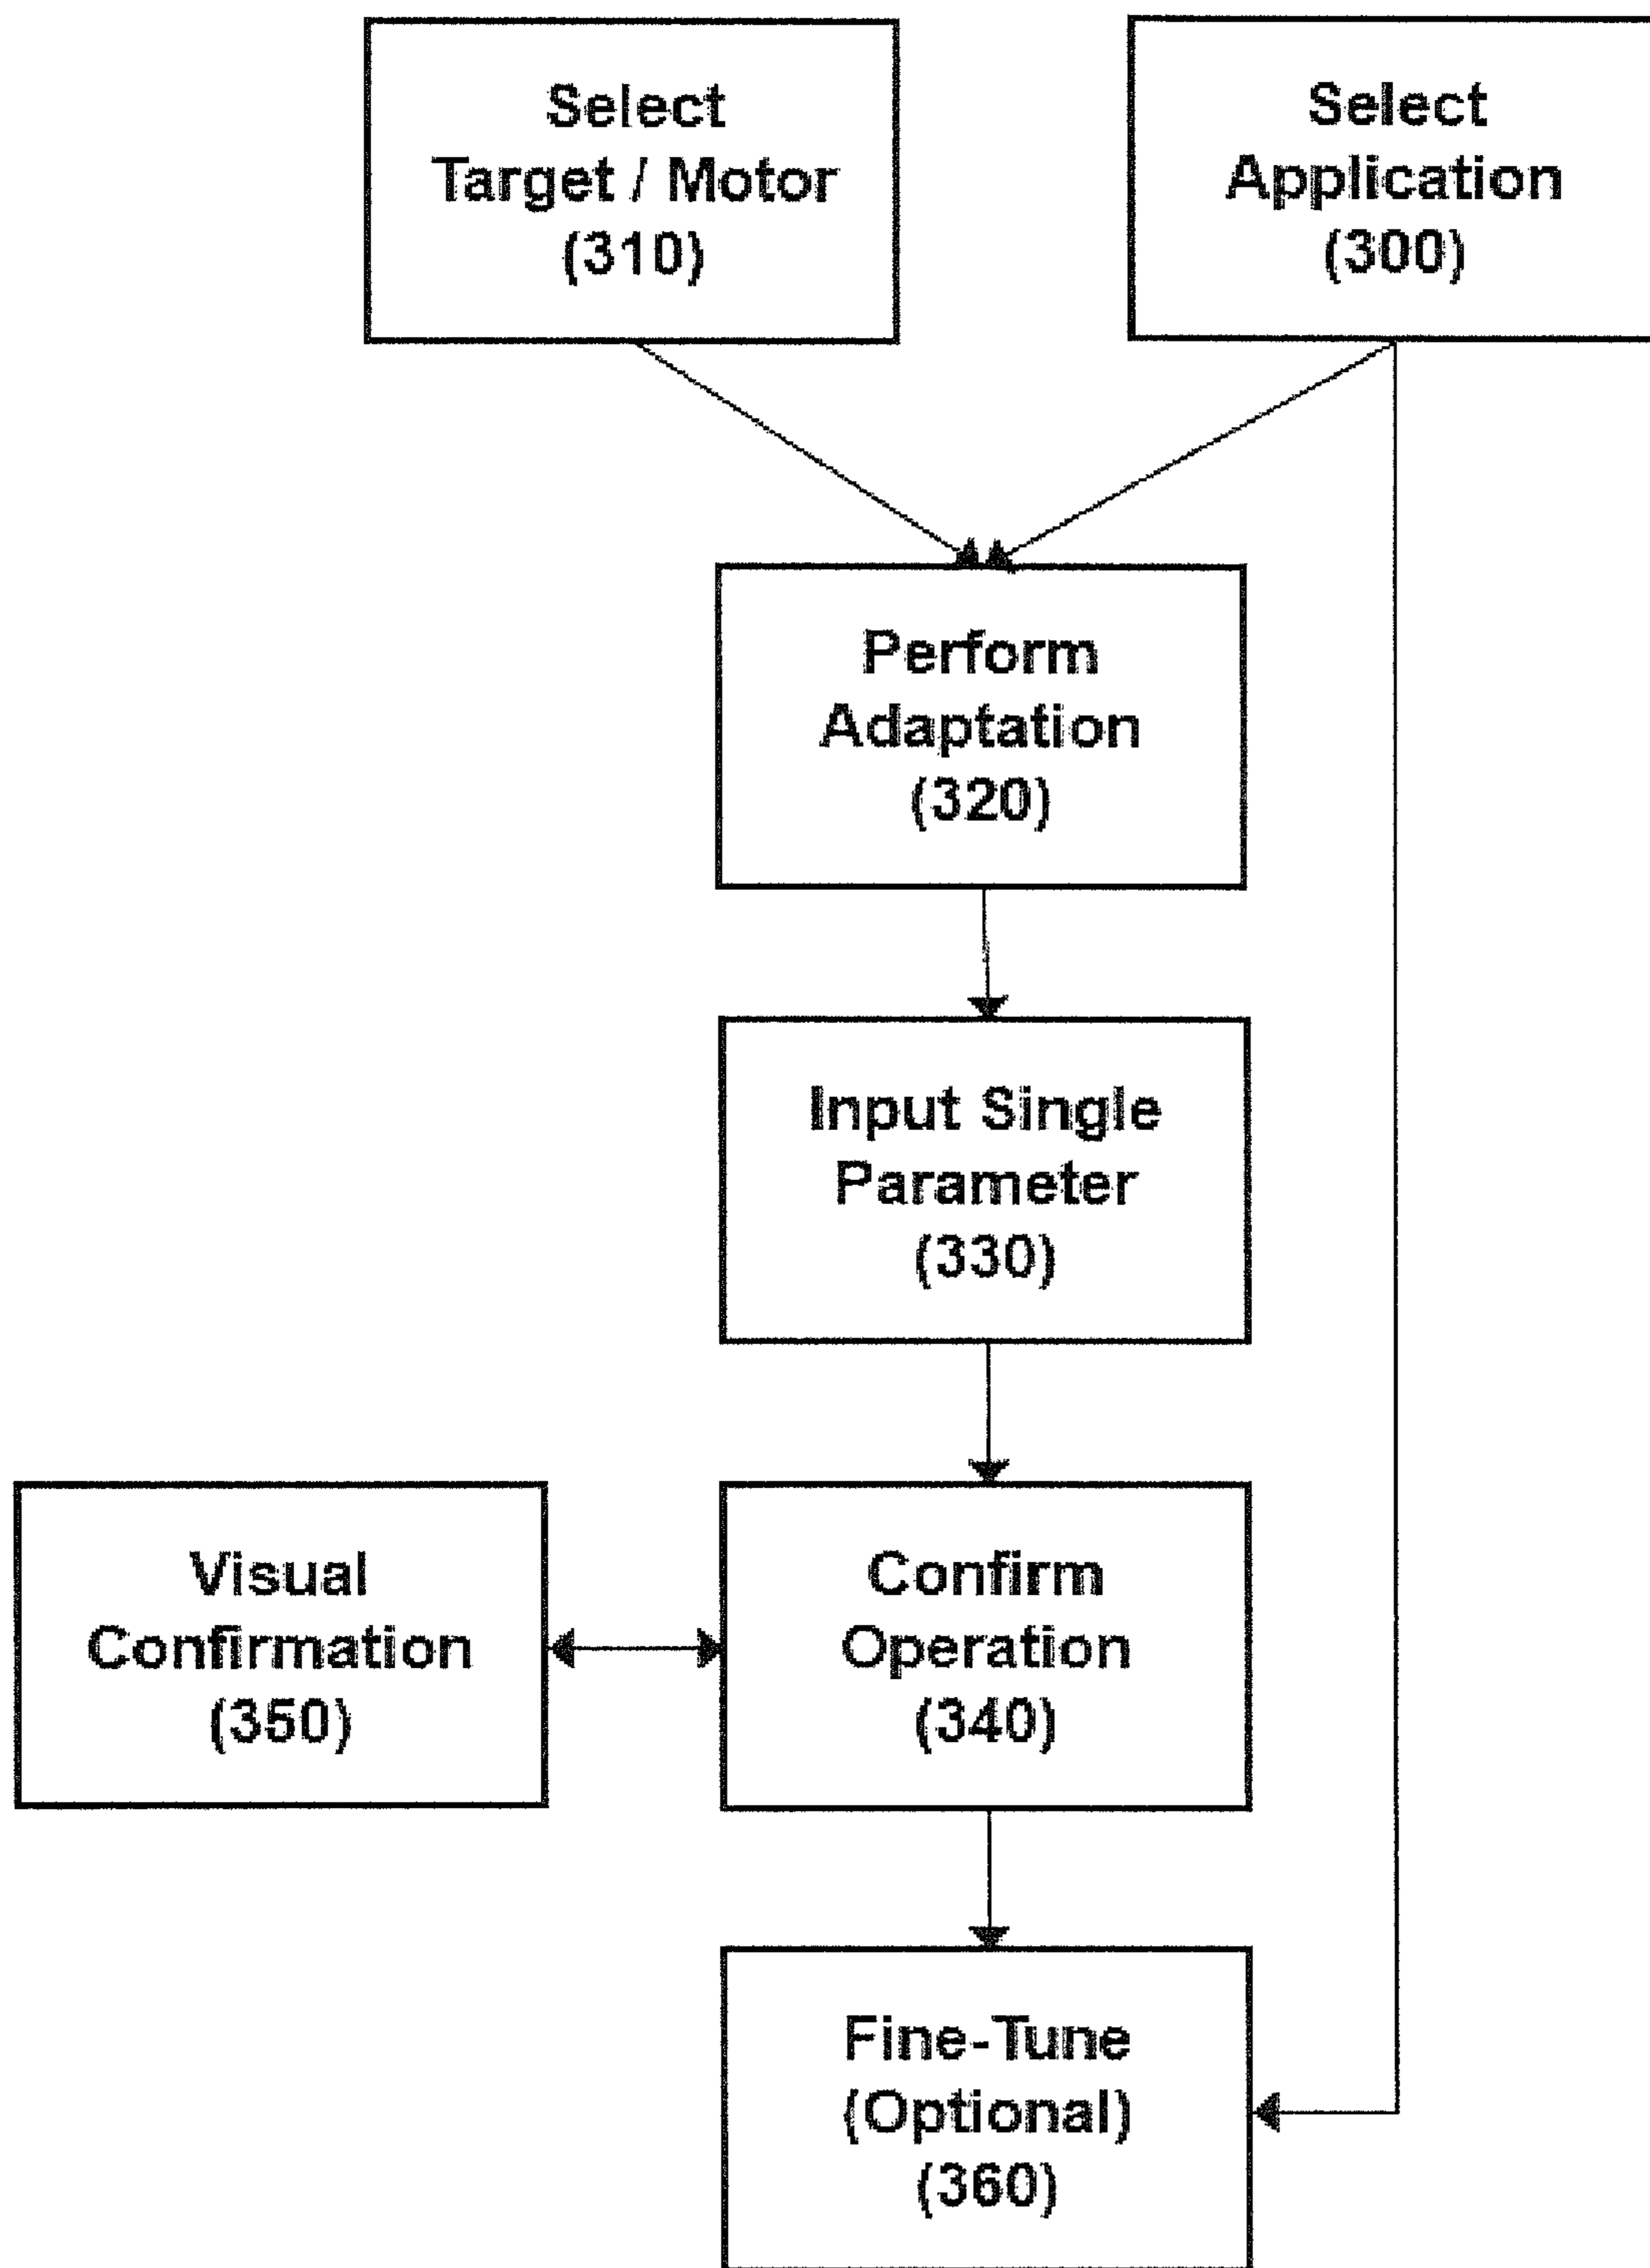 Select
Target / Motor
(310)
Select
Application
(300)
Perform
Adaptation
(320)
Input Single
Parameter
(330)
Visual
Confirmation
(350)
Confirm
Operation
(340)
Fine-Tune
(Optional)
(360)